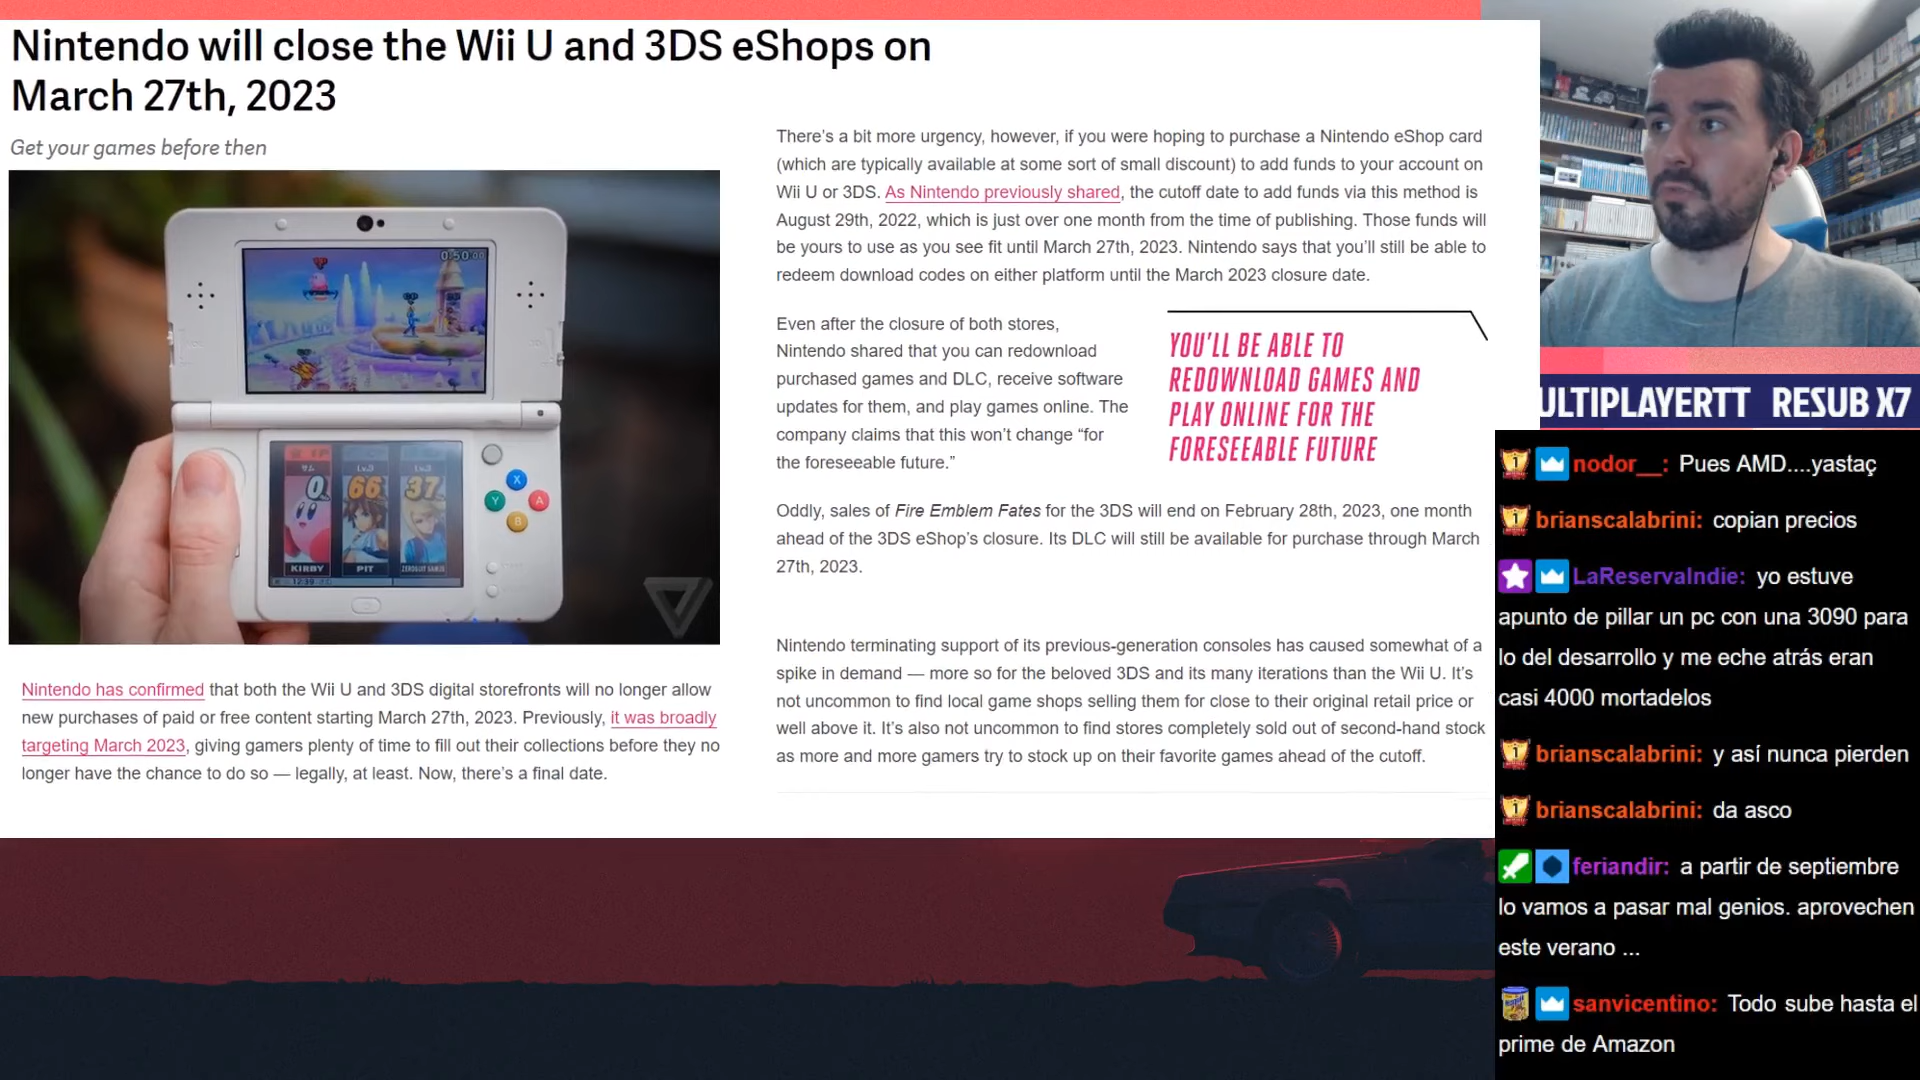 Nintendo will close the Wii U and 3DS eShops on
March 27th, 2023
Get your games before then
0:50:00
サム
Lv.3
Lv.3
0
66
37
KIRBY
PIT
ZERO SUIT SAMUS
X
Y
A
B
Nintendo has confirmed that both the Wii U and 3DS digital storefronts will no longer allow
new purchases of paid or free content starting March 27th, 2023. Previously, it was broadly
targeting March 2023, giving gamers plenty of time to fill out their collections before they no
longer have the chance to do so — legally, at least. Now, there's a final date.
There's a bit more urgency, however, if you were hoping to purchase a Nintendo eShop card
(which are typically available at some sort of small discount) to add funds to your account on
Wii U or 3DS. As Nintendo previously shared, the cutoff date to add funds via this method is
August 29th, 2022, which is just over one month from the time of publishing. Those funds will
be yours to use as you see fit until March 27th, 2023. Nintendo says that you'll still be able to
redeem download codes on either platform until the March 2023 closure date.
Even after the closure of both stores,
Nintendo shared that you can redownload
purchased games and DLC, receive software
updates for them, and play games online. The
company claims that this won't change “for
the foreseeable future.”
YOU'LL BE ABLE TO
REDOWNLOAD GAMES AND
PLAY ONLINE FOR THE
FORESEEABLE FUTURE
Oddly, sales of Fire Emblem Fates for the 3DS will end on February 28th, 2023, one month
ahead of the 3DS eShop's closure. Its DLC will still be available for purchase through March
27th, 2023.
Nintendo terminating support of its previous-generation consoles has caused somewhat of a
spike in demand — more so for the beloved 3DS and its many iterations than the Wii U. It's
not uncommon to find local game shops selling them for close to their original retail price or
well above it. It's also not uncommon to find stores completely sold out of second-hand stock
as more and more gamers try to stock up on their favorite games ahead of the cutoff.
ULTIPLAYERTT RESUB X7
nodor__: Pues AMD....yastaç
brianscalabrini: copian precios
LaReservaIndie: yo estuve
apunto de pillar un pc con una 3090 para
lo del desarrollo y me eche atrás eran
casi 4000 mortadelos
brianscalabrini: y así nunca pierden
brianscalabrini: da asco
feriandir: a partir de septiembre
lo vamos a pasar mal genios. aprovechen
este verano ...
sanvicentino: Todo sube hasta el
prime de Amazon